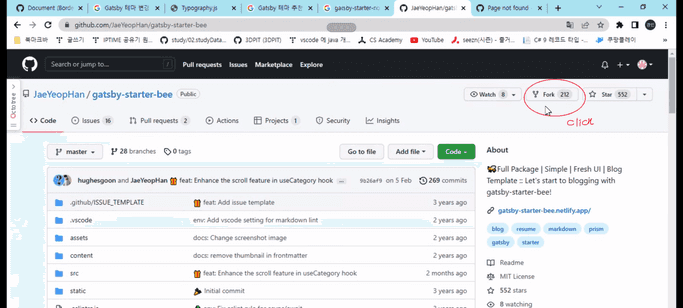 Document (Bord
Gatsby 테마 변경
Typography.js
Gatsby 테마 추천
gatsby-starter-n
JaeYeopHan/gats
Page not found
github.com/JaeYeopHan/gatsby-starter-bee
북마크바 글쓰기 IPTIME 공유기 원 study/02.studyData... 3DPIT (3DPIT) vscode 에 java 개... CS Academy YouTube seezn(시즌) - 즐거... C# 9 레코드 타입 -... 쿠팡플레이
Search or jump to... / Pull requests Issues Marketplace Explore
Octotree
JaeYeopHan / gatsby-starter-bee Public
Watch 8 Fork 212 Star 552
click
Code Issues 16 Pull requests 2 Actions Projects 1 Security Insights
master 28 branches 0 tags Go to file Add file Code
hughesgoon and JaeYeopHan feat: Enhance the scroll feature in useCategory hook ... on 5 Feb 269 commits
.github/ISSUE_TEMPLATE feat: Add issue template 3 years ago
.vscode env: Add vscode setting for markdown lint 2 years ago
assets docs: Change screenshot image 2 years ago
content docs: remove thumbnail in frontmatter 2 years ago
src feat: Enhance the scroll feature in useCategory hook 2 months ago
static Initial commit 3 years ago
About
Full Package | Simple | Fresh UI | Blog
Template :: Let's start to blogging with
gatsby-starter-bee!
gatsby-starter-bee.netlify.app/
blog resume markdown prism
gatsby starter
Readme
MIT License
552 stars
8 watching